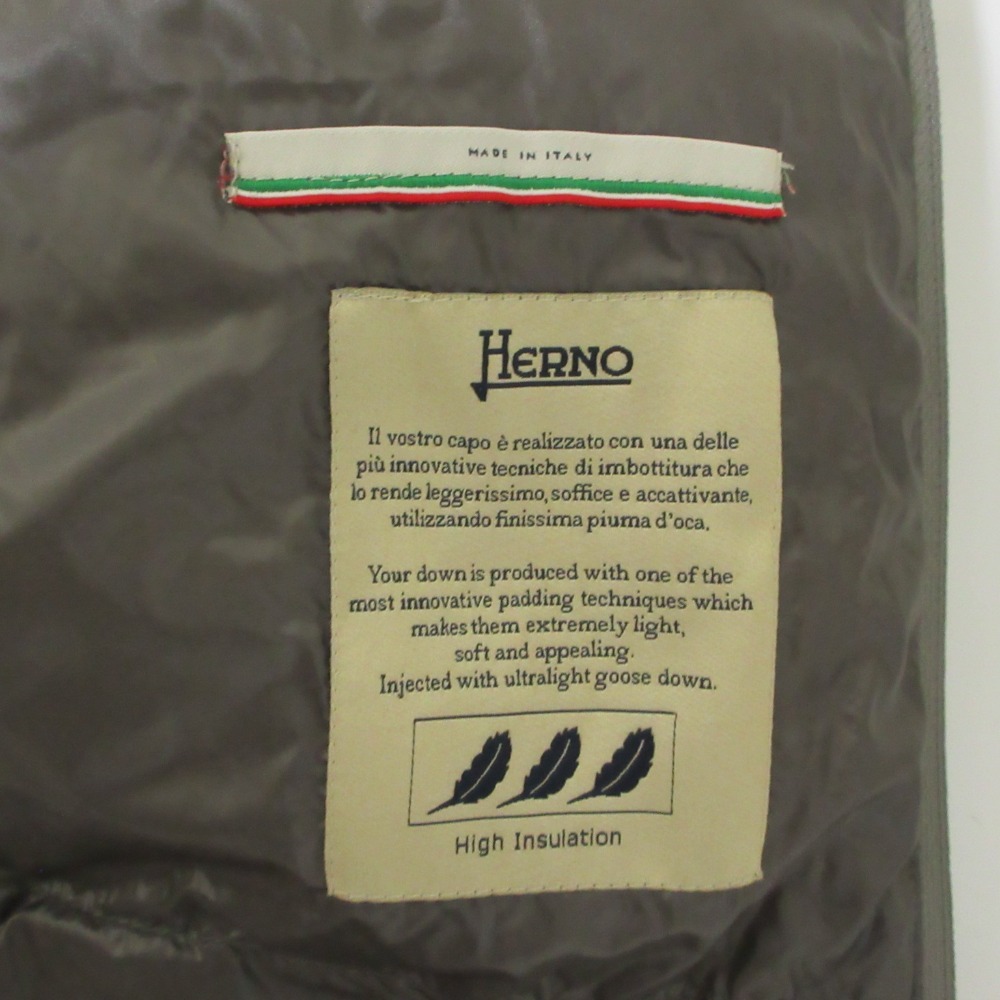 MADE IN ITALY
HERNO
Il vostro capo è realizzato con una delle
più innovative tecniche di imbottitura che
lo rende leggerissimo, soffice e accattivante,
utilizzando finissima piuma d'oca.
Your down is produced with one of the
most innovative padding techniques which
makes them extremely light,
soft and appealing.
Injected with ultralight goose down.
High Insulation